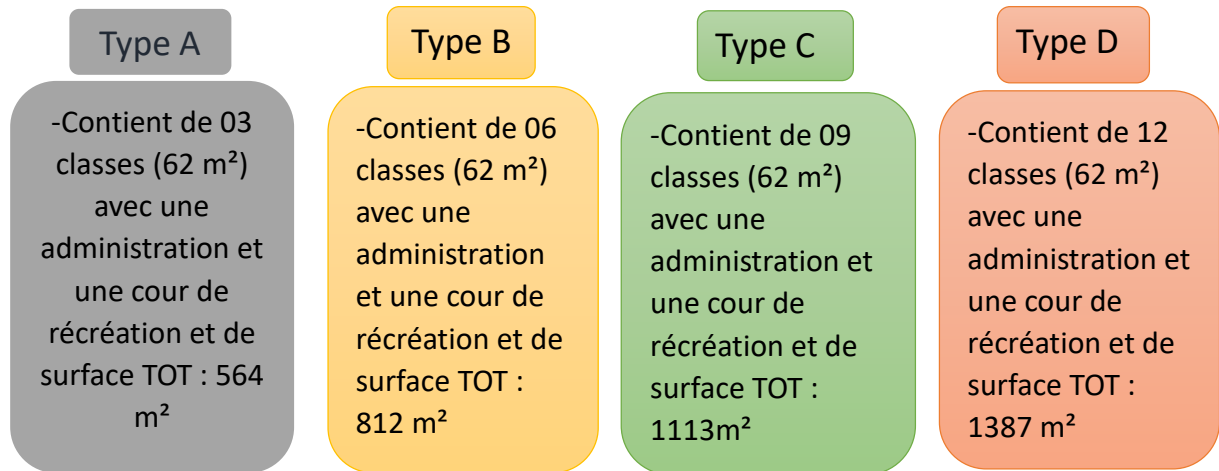 Type A
-Contient de 03
classes (62 m²)
avec une
administration et
une cour de
récréation et de
surface TOT : 564
m²
Type B
-Contient de 06
classes (62 m²)
avec une
administration
et une cour de
récréation et de
surface TOT :
812 m²
Type C
-Contient de 09
classes (62 m²)
avec une
administration et
une cour de
récréation et de
surface TOT :
1113m²
Type D
-Contient de 12
classes (62 m²)
avec une
administration et
une cour de
récréation et de
surface TOT :
1387 m²